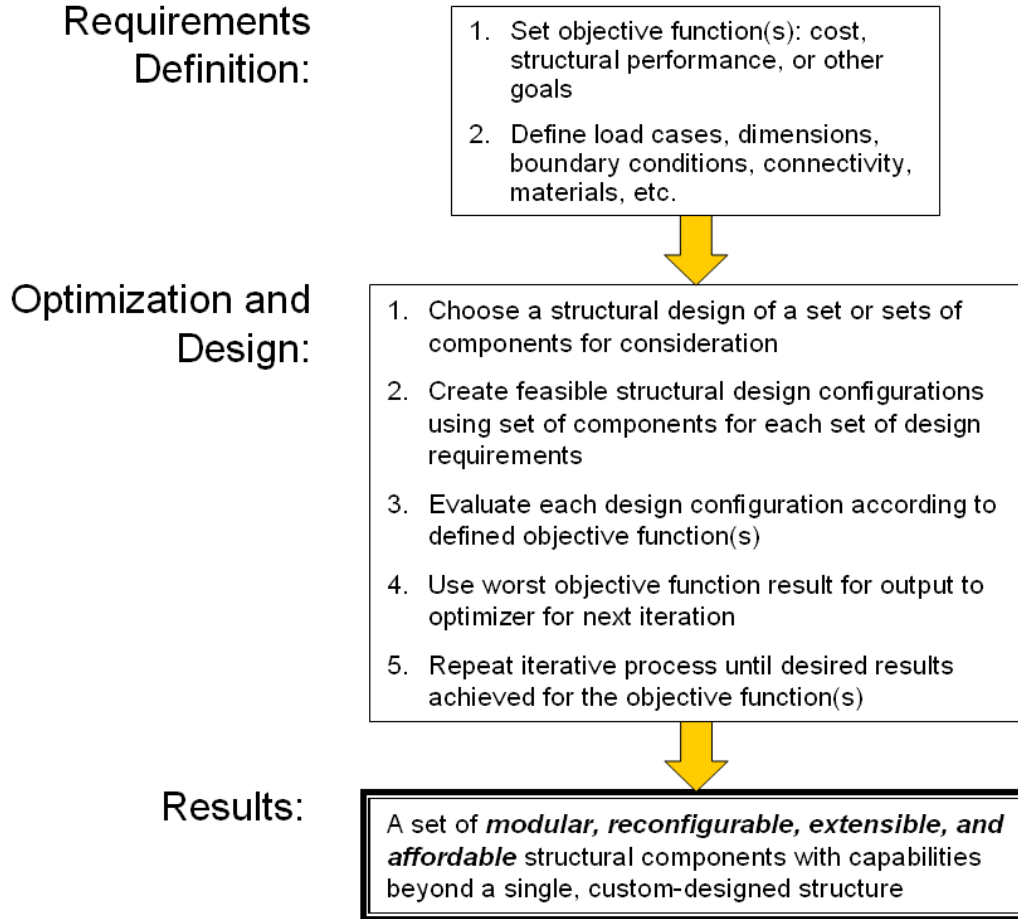 Requirements
Definition:
1. Set objective function(s): cost,
structural performance, or other
goals
2. Define load cases, dimensions,
boundary conditions, connectivity,
materials, etc.
Optimization and
Design:
1. Choose a structural design of a set or sets of
components for consideration
2. Create feasible structural design configurations
using set of components for each set of design
requirements
3. Evaluate each design configuration according to
defined objective function(s)
4. Use worst objective function result for output to
optimizer for next iteration
5. Repeat iterative process until desired results
achieved for the objective function(s)
Results:
A set of modular, reconfigurable, extensible, and
affordable structural components with capabilities
beyond a single, custom-designed structure